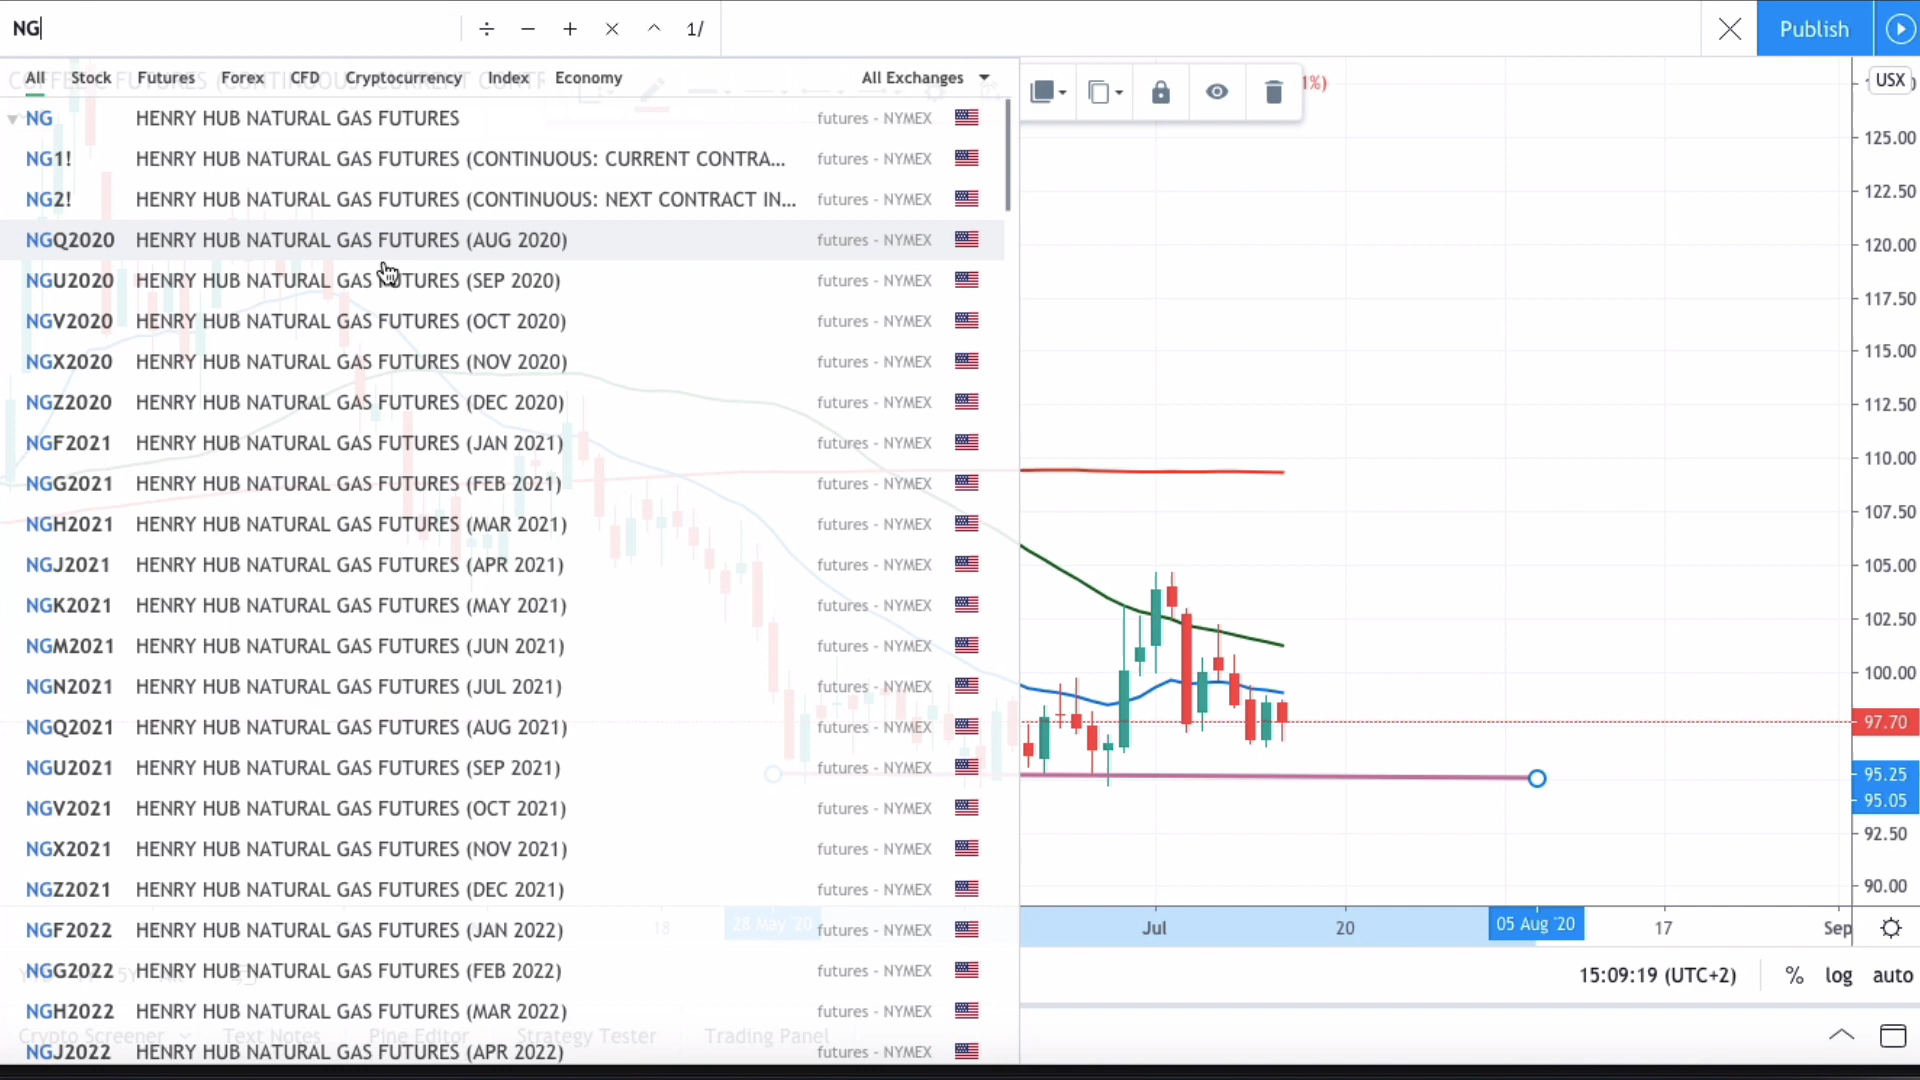 NG ÷ − + × ^ 1/ Publish
All Stock Futures Forex CFD Cryptocurrency Index Economy All Exchanges
1%) USX
NG HENRY HUB NATURAL GAS FUTURES futures - NYMEX
NG1! HENRY HUB NATURAL GAS FUTURES (CONTINUOUS: CURRENT CONTRA... futures - NYMEX
NG2! HENRY HUB NATURAL GAS FUTURES (CONTINUOUS: NEXT CONTRACT IN... futures - NYMEX
NGQ2020 HENRY HUB NATURAL GAS FUTURES (AUG 2020) futures - NYMEX
NGU2020 HENRY HUB NATURAL GAS FUTURES (SEP 2020) futures - NYMEX
NGV2020 HENRY HUB NATURAL GAS FUTURES (OCT 2020) futures - NYMEX
NGX2020 HENRY HUB NATURAL GAS FUTURES (NOV 2020) futures - NYMEX
NGZ2020 HENRY HUB NATURAL GAS FUTURES (DEC 2020) futures - NYMEX
NGF2021 HENRY HUB NATURAL GAS FUTURES (JAN 2021) futures - NYMEX
NGG2021 HENRY HUB NATURAL GAS FUTURES (FEB 2021) futures - NYMEX
NGH2021 HENRY HUB NATURAL GAS FUTURES (MAR 2021) futures - NYMEX
NGJ2021 HENRY HUB NATURAL GAS FUTURES (APR 2021) futures - NYMEX
NGK2021 HENRY HUB NATURAL GAS FUTURES (MAY 2021) futures - NYMEX
NGM2021 HENRY HUB NATURAL GAS FUTURES (JUN 2021) futures - NYMEX
NGN2021 HENRY HUB NATURAL GAS FUTURES (JUL 2021) futures - NYMEX
NGQ2021 HENRY HUB NATURAL GAS FUTURES (AUG 2021) futures - NYMEX
NGU2021 HENRY HUB NATURAL GAS FUTURES (SEP 2021) futures - NYMEX
NGV2021 HENRY HUB NATURAL GAS FUTURES (OCT 2021) futures - NYMEX
NGX2021 HENRY HUB NATURAL GAS FUTURES (NOV 2021) futures - NYMEX
NGZ2021 HENRY HUB NATURAL GAS FUTURES (DEC 2021) futures - NYMEX
NGF2022 HENRY HUB NATURAL GAS FUTURES (JAN 2022) futures - NYMEX
NGG2022 HENRY HUB NATURAL GAS FUTURES (FEB 2022) futures - NYMEX
NGH2022 HENRY HUB NATURAL GAS FUTURES (MAR 2022) futures - NYMEX
NGJ2022 HENRY HUB NATURAL GAS FUTURES (APR 2022) futures - NYMEX
125.00
122.50
120.00
117.50
115.00
112.50
110.00
107.50
105.00
102.50
100.00
97.70
95.25
95.05
92.50
90.00
18 28 May '20 Jul 20 05 Aug '20 17 Sep
15:09:19 (UTC+2) % log auto
Crypto Screener Text Notes Pine Editor Strategy Tester Trading Panel